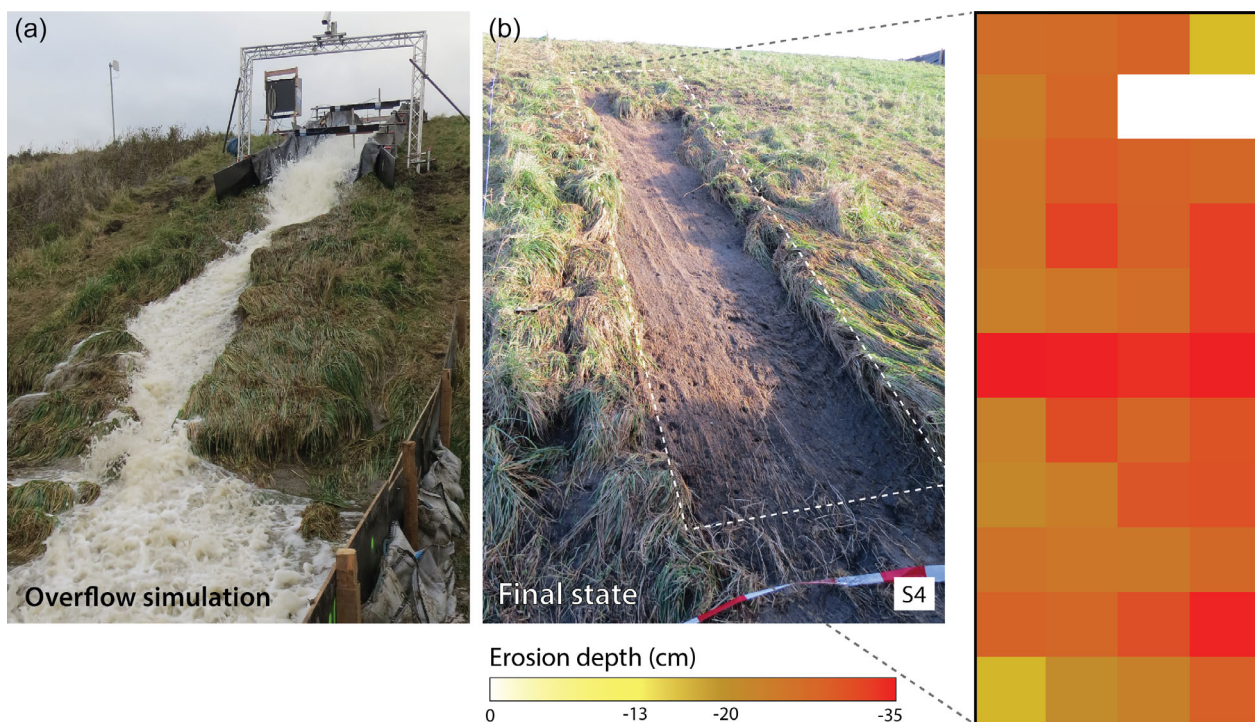 (a)
(b)
Overflow simulation
Final state
S4
Erosion depth (cm)
0 -13 -20 -35